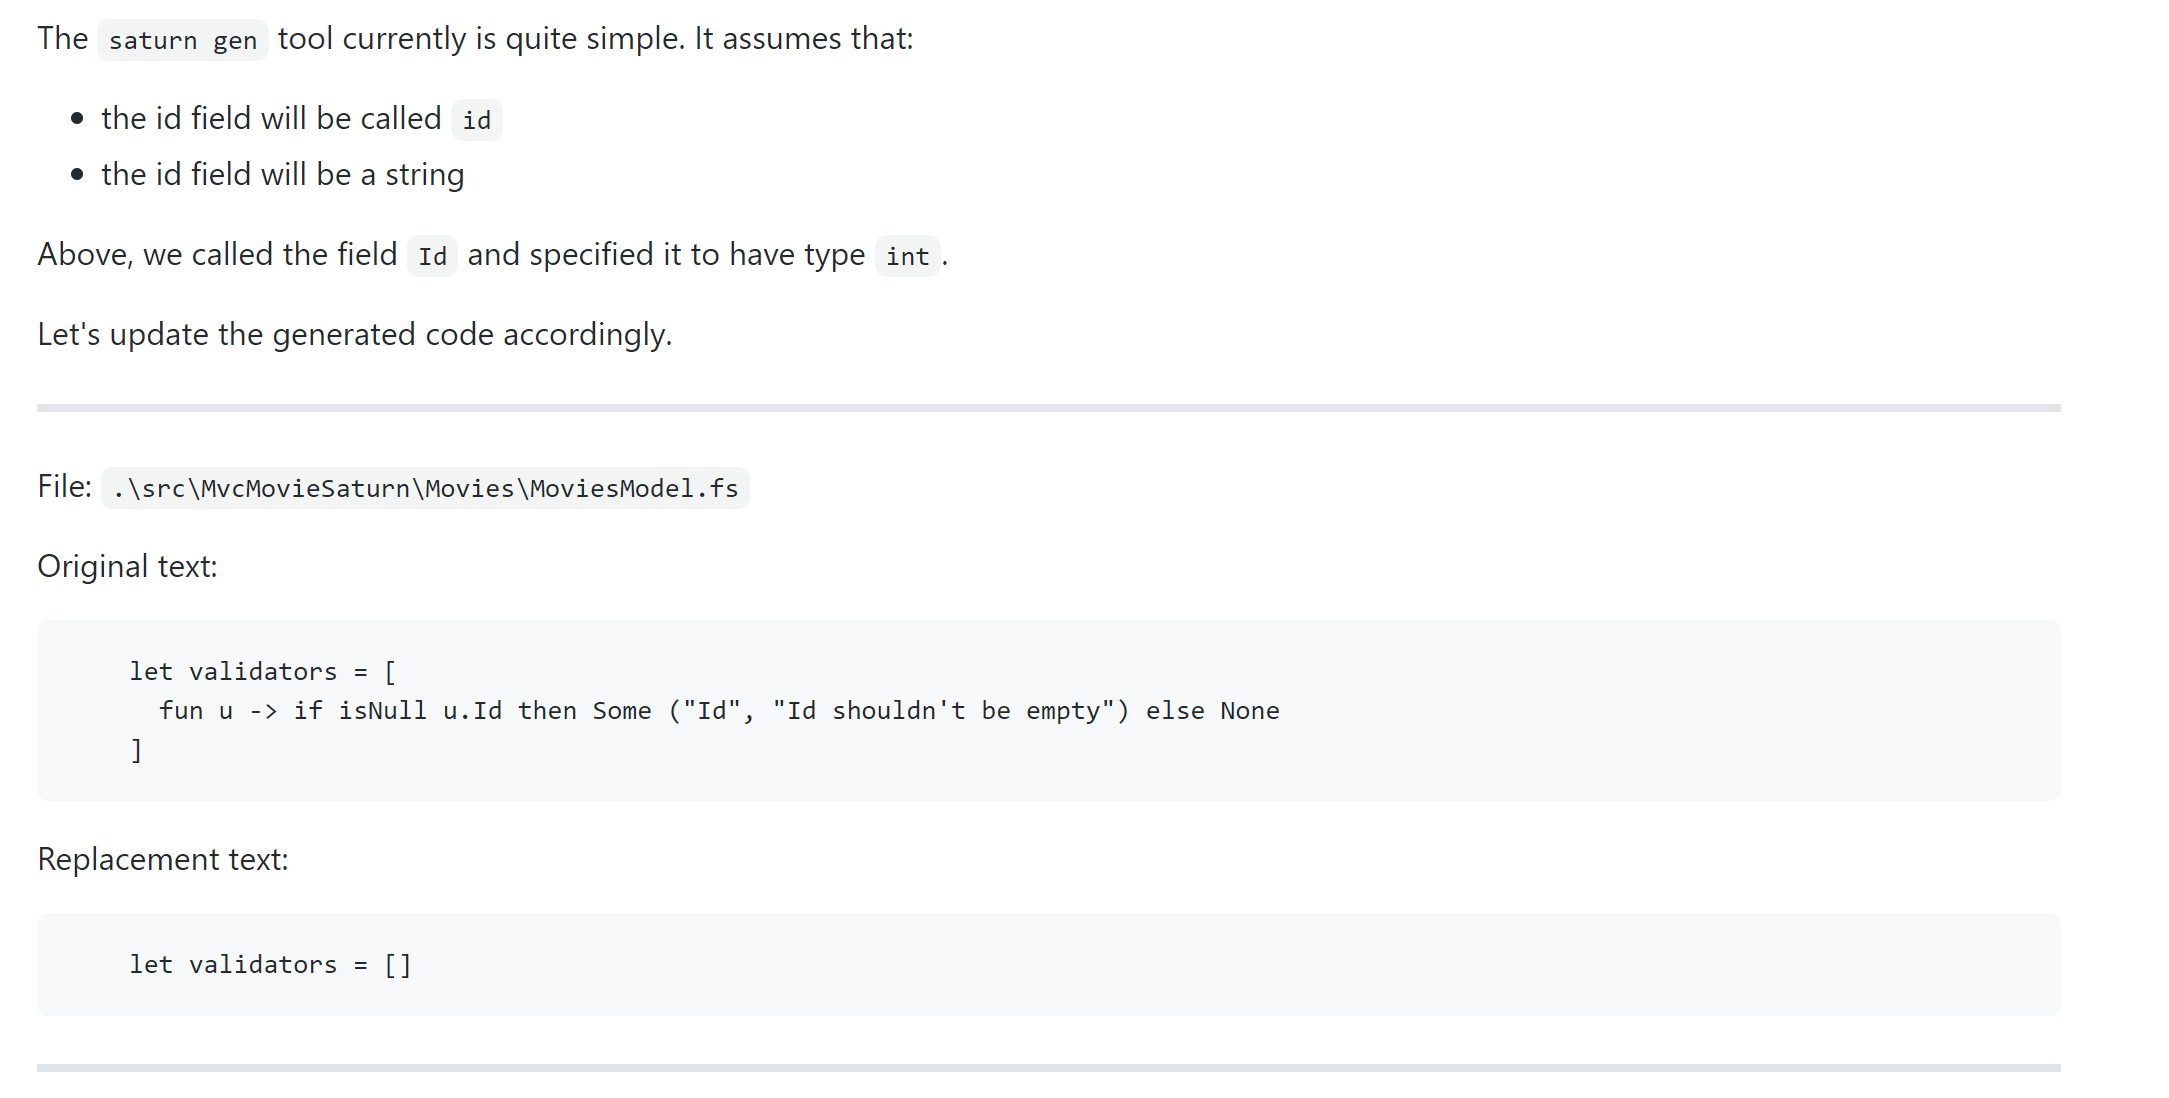 The saturn gen tool currently is quite simple. It assumes that:
• the id field will be called id
• the id field will be a string
Above, we called the field Id and specified it to have type int.
Let's update the generated code accordingly.
File: .\src\MvcMovieSaturn\Movies\MoviesModel.fs
Original text:
let validators = [
  fun u -> if isNull u.Id then Some ("Id", "Id shouldn't be empty") else None
]
Replacement text:
let validators = []